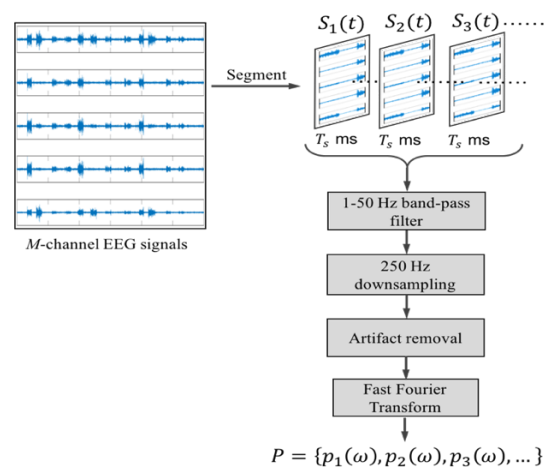 S₁(t) S₂(t) S₃(t) ······
Segment
Tₛ ms Tₛ ms Tₛ ms
M-channel EEG signals
1-50 Hz band-pass
filter
250 Hz
downsampling
Artifact removal
Fast Fourier
Transform
P = {p₁(ω), p₂(ω), p₃(ω), … }